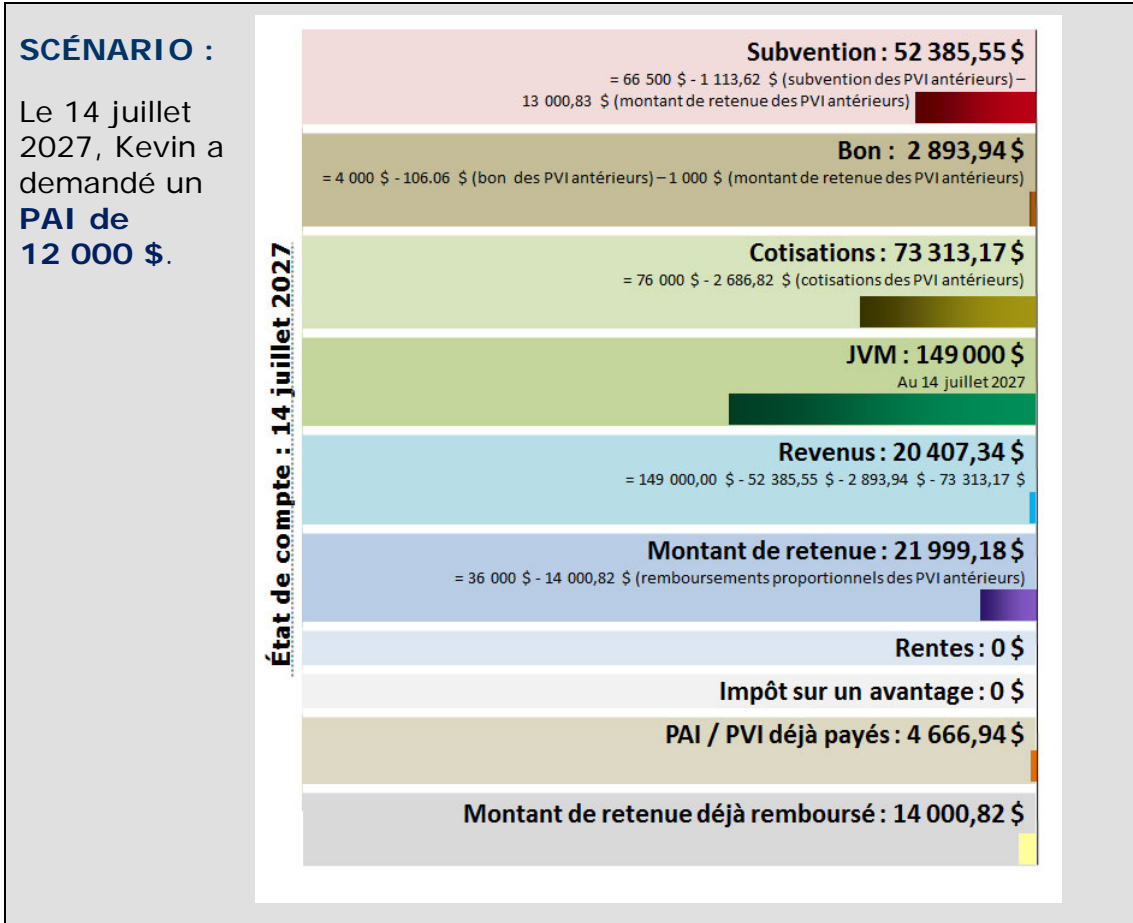 SCÉNARIO :
Le 14 juillet
2027, Kevin a
demandé un
PAI de
12 000 $.
État de compte : 14 juillet 2027
Subvention : 52 385,55 $
= 66 500 $ - 1 113,62 $ (subvention des PVI antérieurs) –
13 000,83 $ (montant de retenue des PVI antérieurs)
Bon : 2 893,94 $
= 4 000 $ - 106.06 $ (bon des PVI antérieurs) – 1 000 $ (montant de retenue des PVI antérieurs)
Cotisations : 73 313,17 $
= 76 000 $ - 2 686,82 $ (cotisations des PVI antérieurs)
JVM : 149 000 $
Au 14 juillet 2027
Revenus : 20 407,34 $
= 149 000,00 $ - 52 385,55 $ - 2 893,94 $ - 73 313,17 $
Montant de retenue : 21 999,18 $
= 36 000 $ - 14 000,82 $ (remboursements proportionnels des PVI antérieurs)
Rentes : 0 $
Impôt sur un avantage : 0 $
PAI / PVI déjà payés : 4 666,94 $
Montant de retenue déjà remboursé : 14 000,82 $